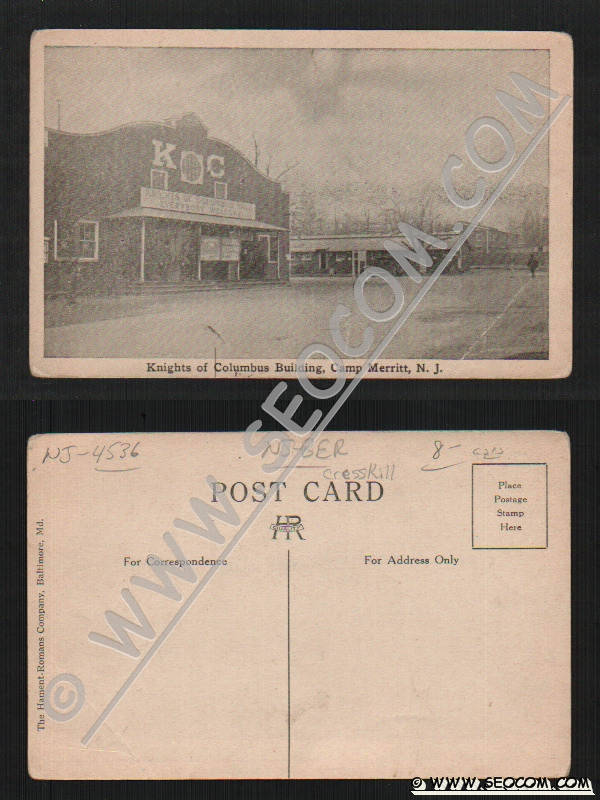 K C
Knights of Columbus Building, Camp Merritt, N. J.
NJ-4536
NJ-BER
8-
Cresskill
POST CARD
Place
Postage
Stamp
Here
HR
For Correspondence
For Address Only
The Hament-Romans Company, Baltimore, Md.
© WWW.SEOCOM.COM
© WWW.SEOCOM.COM